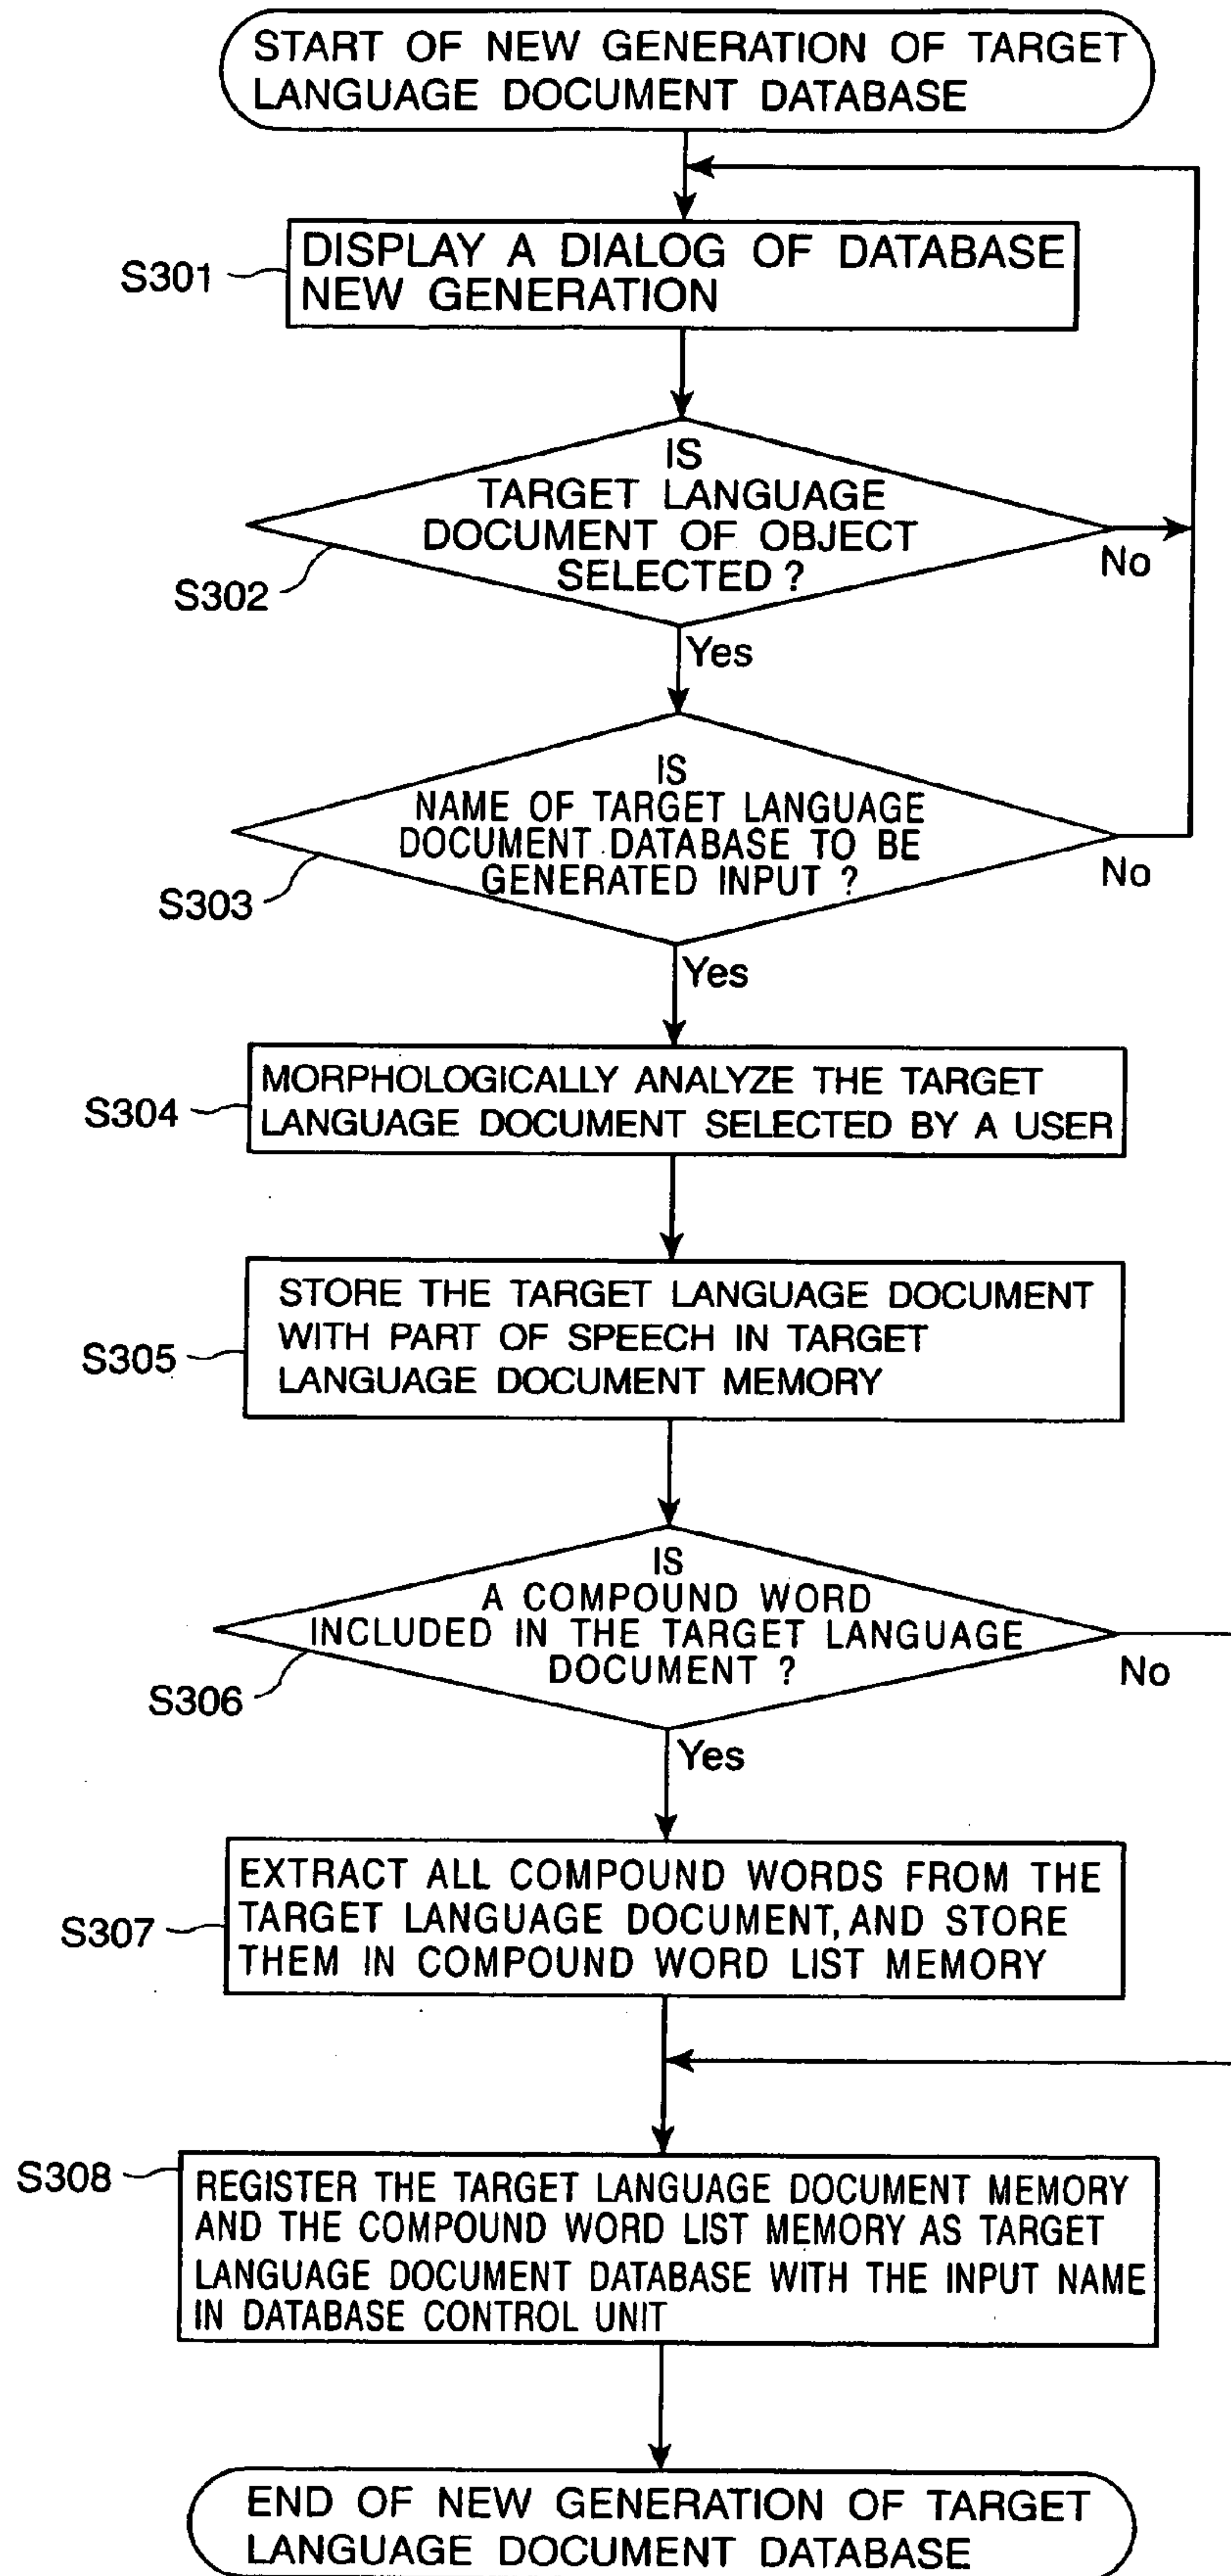 START OF NEW GENERATION OF TARGET
LANGUAGE DOCUMENT DATABASE
S301
DISPLAY A DIALOG OF DATABASE
NEW GENERATION
IS
TARGET LANGUAGE
DOCUMENT OF OBJECT
SELECTED ?
No
S302
Yes
IS
NAME OF TARGET LANGUAGE
DOCUMENT DATABASE TO BE
GENERATED INPUT ?
No
S303
Yes
S304
MORPHOLOGICALLY ANALYZE THE TARGET
LANGUAGE DOCUMENT SELECTED BY A USER
S305
STORE THE TARGET LANGUAGE DOCUMENT
WITH PART OF SPEECH IN TARGET
LANGUAGE DOCUMENT MEMORY
IS
A COMPOUND WORD
INCLUDED IN THE TARGET LANGUAGE
DOCUMENT ?
No
S306
Yes
S307
EXTRACT ALL COMPOUND WORDS FROM THE
TARGET LANGUAGE DOCUMENT, AND STORE
THEM IN COMPOUND WORD LIST MEMORY
S308
REGISTER THE TARGET LANGUAGE DOCUMENT MEMORY
AND THE COMPOUND WORD LIST MEMORY AS TARGET
LANGUAGE DOCUMENT DATABASE WITH THE INPUT NAME
IN DATABASE CONTROL UNIT
END OF NEW GENERATION OF TARGET
LANGUAGE DOCUMENT DATABASE